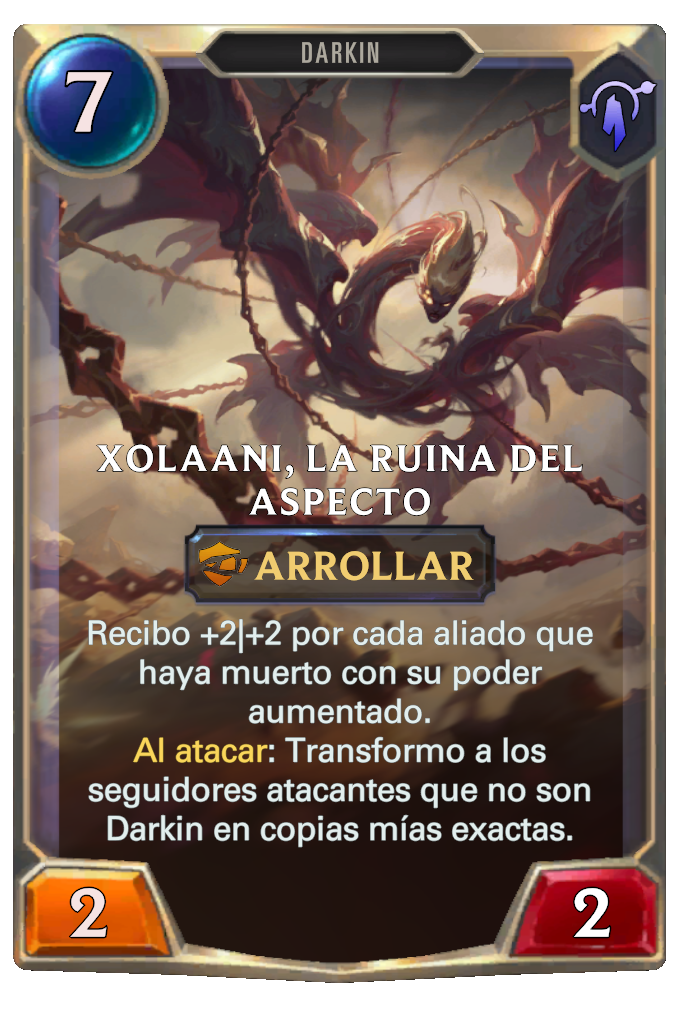 DARKIN
7
XOLAANI, LA RUINA DEL
ASPECTO
ARROLLAR
Recibo +2|+2 por cada aliado que
haya muerto con su poder
aumentado.
Al atacar: Transformo a los
seguidores atacantes que no son
Darkin en copias mías exactas.
2
2